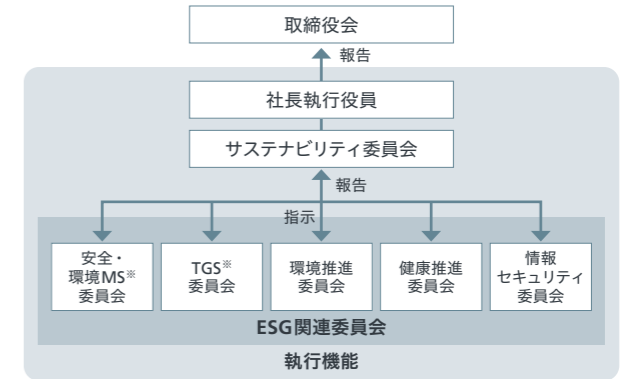 取締役会
報告
社長執行役員
サステナビリティ委員会
報告
指示
安全・
環境MS※
委員会
TGS※
委員会
環境推進
委員会
健康推進
委員会
情報
セキュリティ
委員会
ESG関連委員会
執行機能